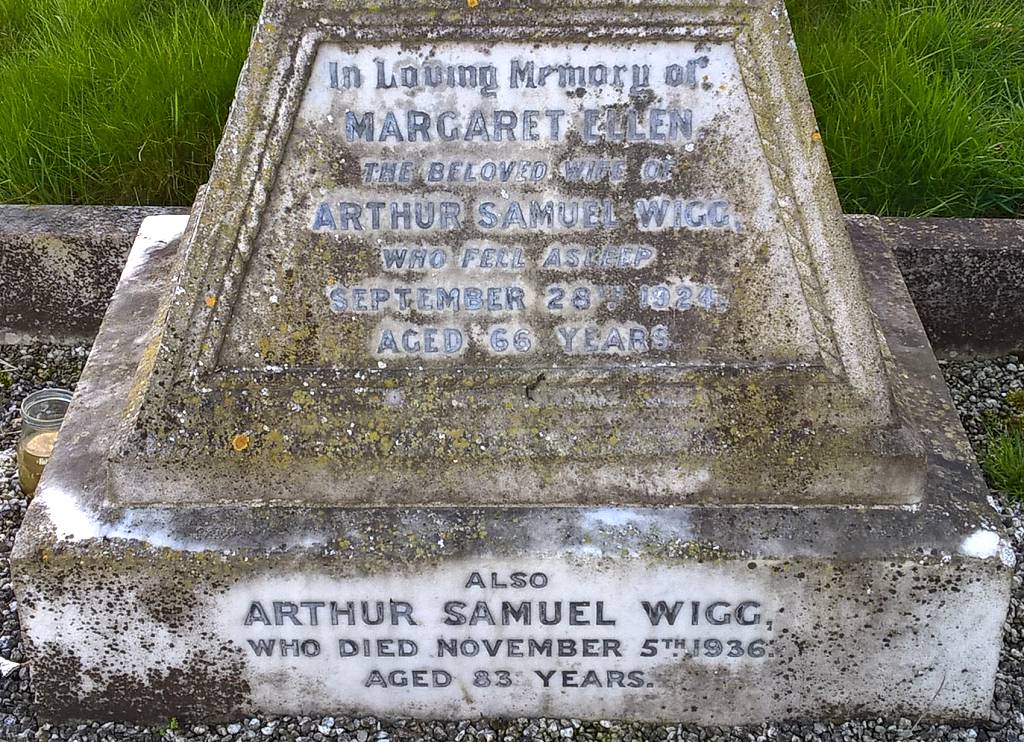 In Loving Memory of
MARGARET ELLEN
THE BELOVED WIFE OF
ARTHUR SAMUEL WIGG,
WHO FELL ASLEEP
SEPTEMBER 28TH 1924.
AGED 66 YEARS
ALSO
ARTHUR SAMUEL WIGG,
WHO DIED NOVEMBER 5TH, 1936.
AGED 83 YEARS.